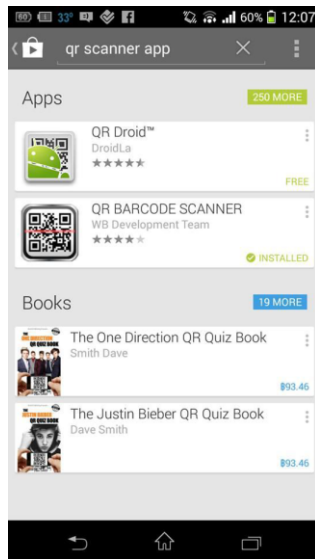 33° 60% 12:07
qr scanner app
Apps
250 MORE
QR Droid™
DroidLa
FREE
QR BARCODE SCANNER
WB Development Team
INSTALLED
Books
19 MORE
The One Direction QR Quiz Book
Smith Dave
฿93.46
The Justin Bieber QR Quiz Book
Dave Smith
฿93.46